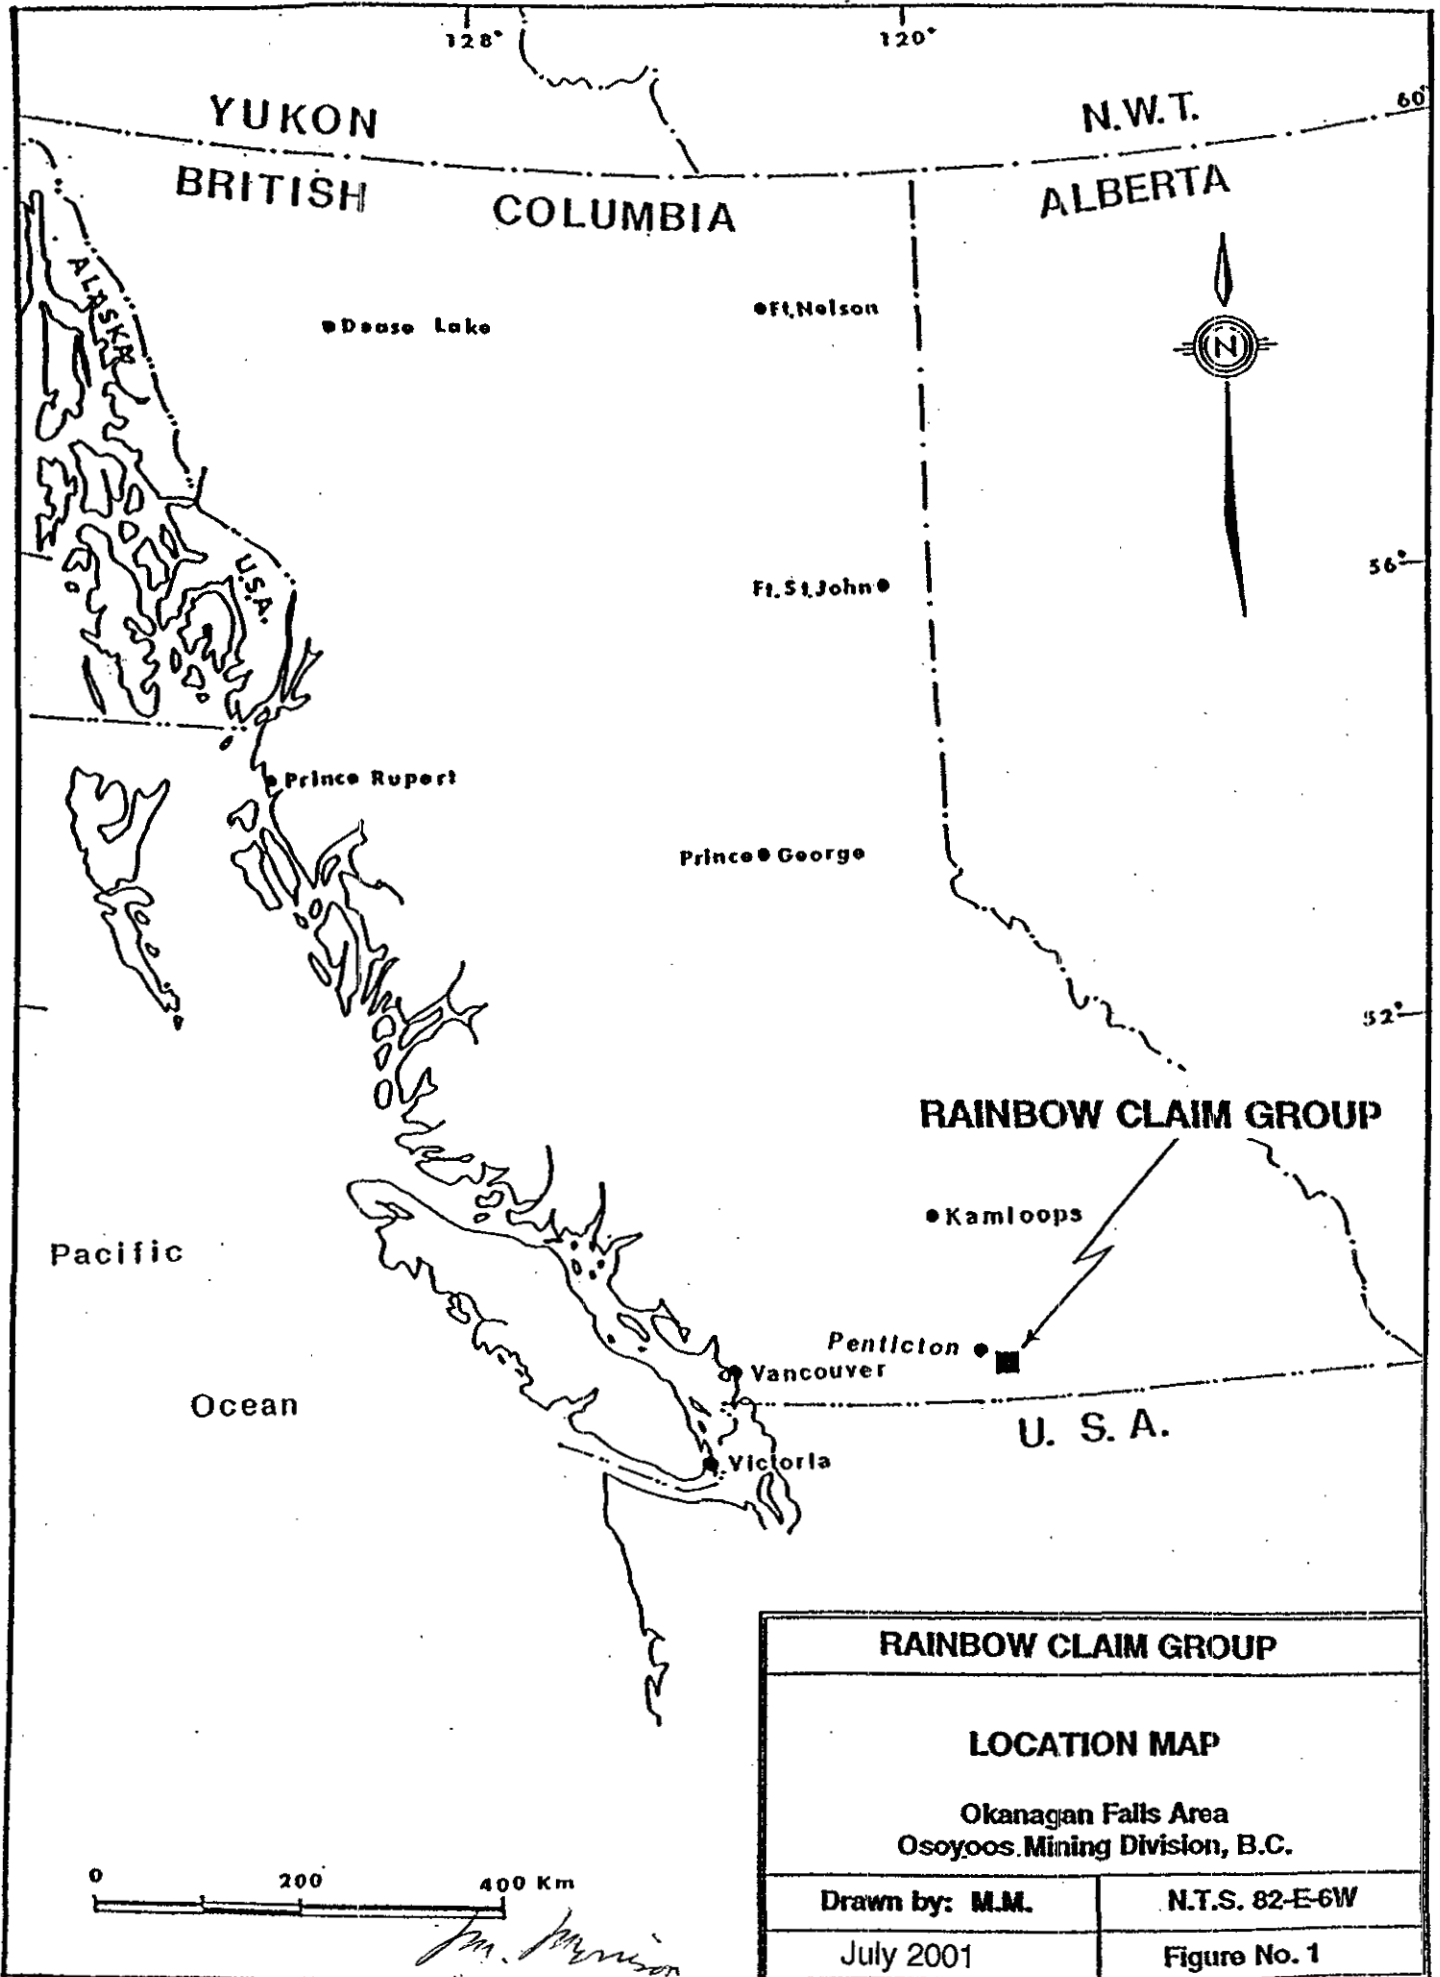 128°
120°
YUKON
N.W.T.
60°
BRITISH COLUMBIA
ALBERTA
ALASKA
Dease Lake
Ft.Nelson
N
U.S.A.
Ft.St.John
56°
Prince Rupert
Prince George
52°
RAINBOW CLAIM GROUP
Kamloops
Pacific
Penticton
Vancouver
Ocean
U. S. A.
Victoria
RAINBOW CLAIM GROUP
LOCATION MAP
Okanagan Falls Area
Osoyoos Mining Division, B.C.
0 200 400 Km
Drawn by: M.M.
N.T.S. 82-E-6W
July 2001
Figure No. 1